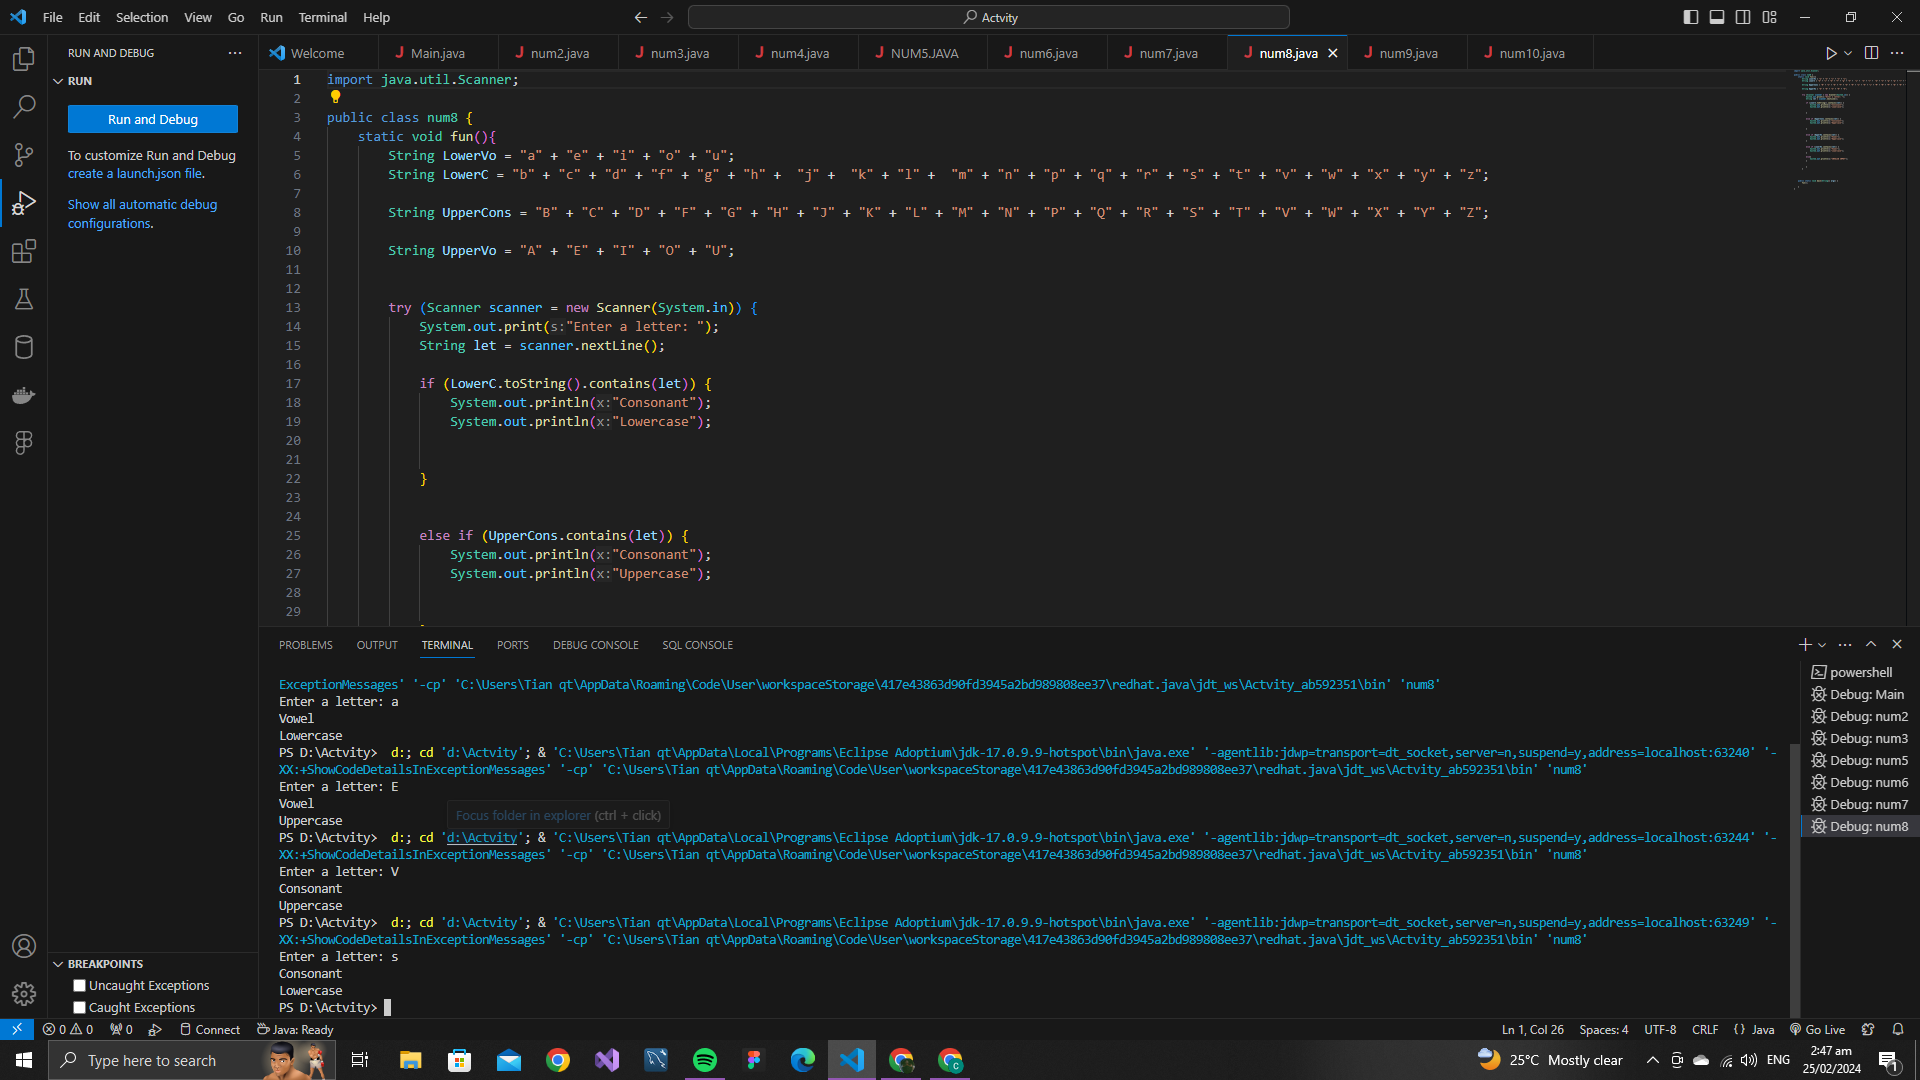 File Edit Selection View Go Run Terminal Help
Actvity
RUN AND DEBUG
Welcome Main.java num2.java num3.java num4.java NUM5.JAVA num6.java num7.java num8.java num9.java num10.java
RUN
Run and Debug
To customize Run and Debug
create a launch.json file.
Show all automatic debug
configurations.
1 import java.util.Scanner;
2
3 public class num8 {
4 static void fun(){
5 String LowerVo = "a" + "e" + "i" + "o" + "u";
6 String LowerC = "b" + "c" + "d" + "f" + "g" + "h" +  "j" +  "k" + "l" +  "m" + "n" + "p" + "q" + "r" + "s" + "t" + "v" + "w" + "x" + "y" + "z";
7
8 String UpperCons = "B" + "C" + "D" + "F" + "G" + "H" + "J" + "K" + "L" + "M" + "N" + "P" + "Q" + "R" + "S" + "T" + "V" + "W" + "X" + "Y" + "Z";
9
10 String UpperVo = "A" + "E" + "I" + "O" + "U";
11
12
13 try (Scanner scanner = new Scanner(System.in)) {
14 System.out.print(s:"Enter a letter: ");
15 String let = scanner.nextLine();
16
17 if (LowerC.toString().contains(let)) {
18 System.out.println(x:"Consonant");
19 System.out.println(x:"Lowercase");
20
21
22 }
23
24
25 else if (UpperCons.contains(let)) {
26 System.out.println(x:"Consonant");
27 System.out.println(x:"Uppercase");
28
29
PROBLEMS OUTPUT TERMINAL PORTS DEBUG CONSOLE SQL CONSOLE
ExceptionMessages' '-cp' 'C:\Users\Tian qt\AppData\Roaming\Code\User\workspaceStorage\417e43863d90fd3945a2bd989808ee37\redhat.java\jdt_ws\Actvity_ab592351\bin' 'num8'
Enter a letter: a
Vowel
Lowercase
PS D:\Actvity>  d:; cd 'd:\Actvity'; & 'C:\Users\Tian qt\AppData\Local\Programs\Eclipse Adoptium\jdk-17.0.9.9-hotspot\bin\java.exe' '-agentlib:jdwp=transport=dt_socket,server=n,suspend=y,address=localhost:63240' '-
XX:+ShowCodeDetailsInExceptionMessages' '-cp' 'C:\Users\Tian qt\AppData\Roaming\Code\User\workspaceStorage\417e43863d90fd3945a2bd989808ee37\redhat.java\jdt_ws\Actvity_ab592351\bin' 'num8'
Enter a letter: E
Vowel
Uppercase
Focus folder in explorer (ctrl + click)
PS D:\Actvity>  d:; cd 'd:\Actvity'; & 'C:\Users\Tian qt\AppData\Local\Programs\Eclipse Adoptium\jdk-17.0.9.9-hotspot\bin\java.exe' '-agentlib:jdwp=transport=dt_socket,server=n,suspend=y,address=localhost:63244' '-
XX:+ShowCodeDetailsInExceptionMessages' '-cp' 'C:\Users\Tian qt\AppData\Roaming\Code\User\workspaceStorage\417e43863d90fd3945a2bd989808ee37\redhat.java\jdt_ws\Actvity_ab592351\bin' 'num8'
Enter a letter: V
Consonant
Uppercase
PS D:\Actvity>  d:; cd 'd:\Actvity'; & 'C:\Users\Tian qt\AppData\Local\Programs\Eclipse Adoptium\jdk-17.0.9.9-hotspot\bin\java.exe' '-agentlib:jdwp=transport=dt_socket,server=n,suspend=y,address=localhost:63249' '-
XX:+ShowCodeDetailsInExceptionMessages' '-cp' 'C:\Users\Tian qt\AppData\Roaming\Code\User\workspaceStorage\417e43863d90fd3945a2bd989808ee37\redhat.java\jdt_ws\Actvity_ab592351\bin' 'num8'
Enter a letter: s
Consonant
Lowercase
PS D:\Actvity>
powershell
Debug: Main
Debug: num2
Debug: num3
Debug: num5
Debug: num6
Debug: num7
Debug: num8
BREAKPOINTS
Uncaught Exceptions
Caught Exceptions
0 0 0 Connect Java: Ready
Ln 1, Col 26 Spaces: 4 UTF-8 CRLF {} Java Go Live
Type here to search
25°C Mostly clear
ENG
2:47 am
25/02/2024
1